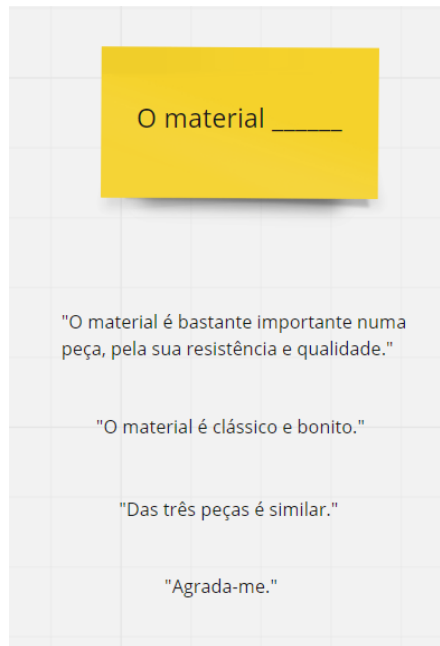 O material ______
"O material é bastante importante numa
peça, pela sua resistência e qualidade."
"O material é clássico e bonito."
"Das três peças é similar."
"Agrada-me."